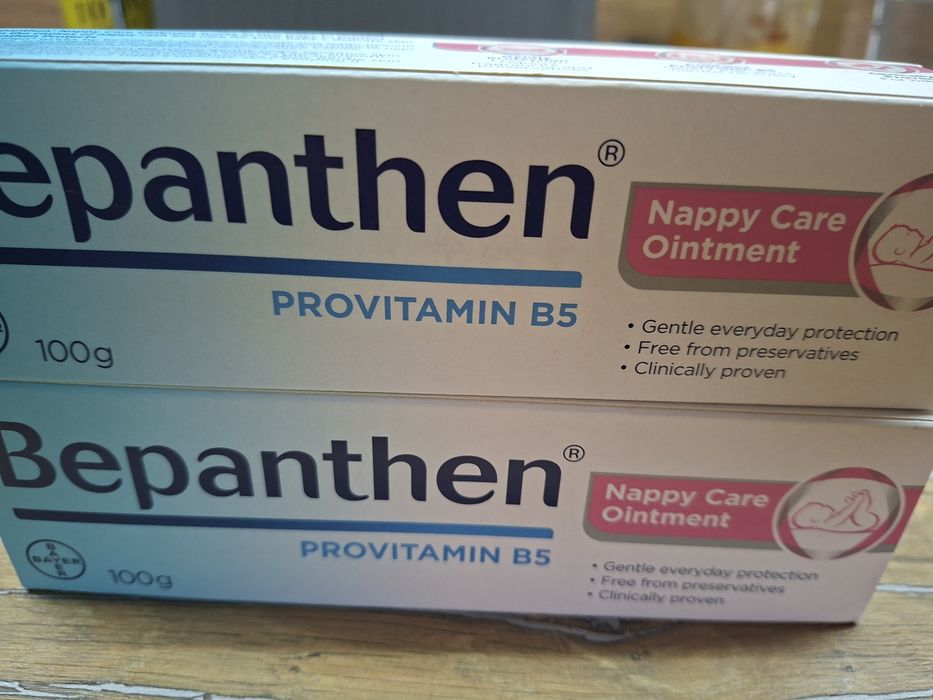 epanthen®
Nappy Care
Ointment
PROVITAMIN B5
• Gentle everyday protection
• Free from preservatives
• Clinically proven
100g
Bepanthen®
Nappy Care
Ointment
PROVITAMIN B5
• Gentle everyday protection
• Free from preservatives
• Clinically proven
BAYER
BAYER
100g